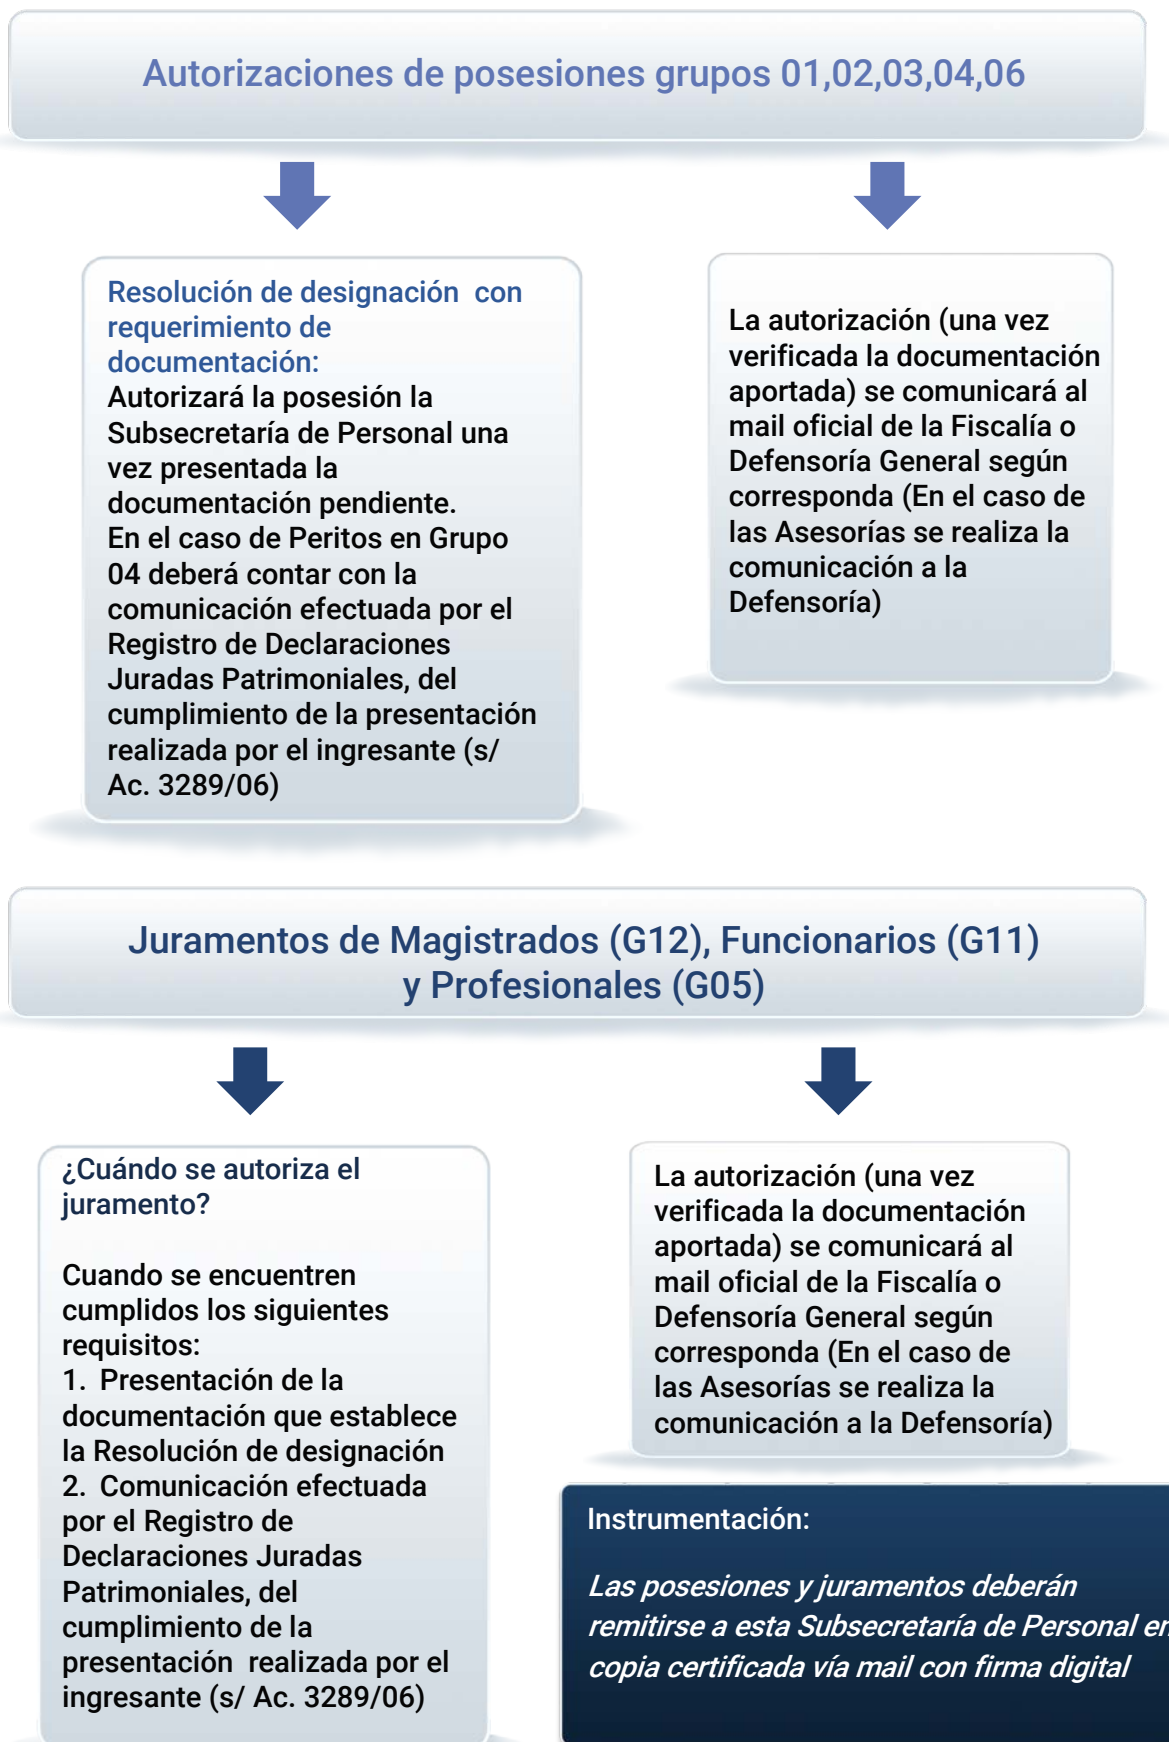 Autorizaciones de posesiones grupos 01,02,03,04,06
Resolución de designación con
requerimiento de
documentación:
Autorizará la posesión la
Subsecretaría de Personal una
vez presentada la
documentación pendiente.
En el caso de Peritos en Grupo
04 deberá contar con la
comunicación efectuada por el
Registro de Declaraciones
Juradas Patrimoniales, del
cumplimiento de la presentación
realizada por el ingresante (s/
Ac. 3289/06)
La autorización (una vez
verificada la documentación
aportada) se comunicará al
mail oficial de la Fiscalía o
Defensoría General según
corresponda (En el caso de
las Asesorías se realiza la
comunicación a la
Defensoría)
Juramentos de Magistrados (G12), Funcionarios (G11)
y Profesionales (G05)
¿Cuándo se autoriza el
juramento?
Cuando se encuentren
cumplidos los siguientes
requisitos:
1. Presentación de la
documentación que establece
la Resolución de designación
2. Comunicación efectuada
por el Registro de
Declaraciones Juradas
Patrimoniales, del
cumplimiento de la
presentación realizada por el
ingresante (s/ Ac. 3289/06)
La autorización (una vez
verificada la documentación
aportada) se comunicará al
mail oficial de la Fiscalía o
Defensoría General según
corresponda (En el caso de
las Asesorías se realiza la
comunicación a la Defensoría)
Instrumentación:
Las posesiones y juramentos deberán
remitirse a esta Subsecretaría de Personal en
copia certificada vía mail con firma digital